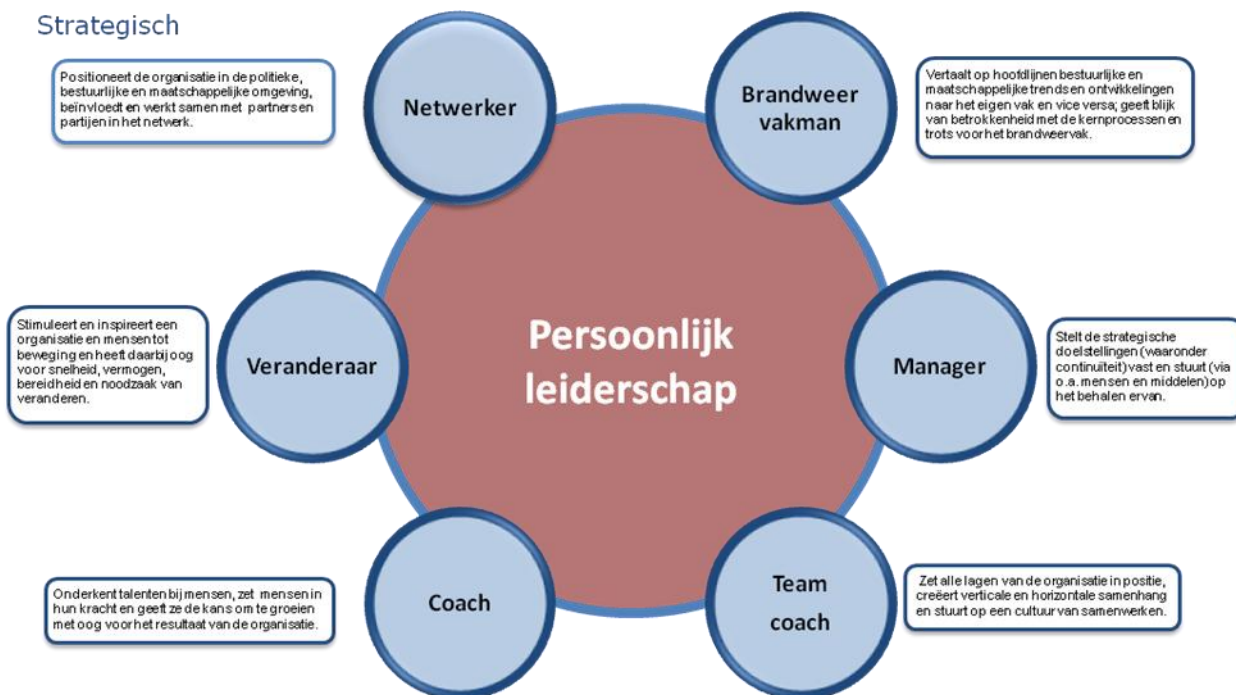 Strategisch
Positioneert de organisatie in de politieke,
bestuurlijke en maatschappelijke omgeving,
beïnvloedt en werkt samen met partners en
partijen in het netwerk.
Netwerker
Brandweer
vakman
Vertaalt op hoofdlijnen bestuurlijke en
maatschappelijke trends en ontwikkelingen
naar het eigen vak en vice versa; geeft blijk
van betrokkenheid met de kernprocessen en
trots voor het brandweervak.
Stimuleert en inspireert een
organisatie en mensen tot
beweging en heeft daarbij oog
voor snelheid, vermogen,
bereidheid en noodzaak van
veranderen.
Veranderaar
Persoonlijk
leiderschap
Manager
Stelt de strategische
doelstellingen (waaronder
continuïteit) vast en stuurt (via
o.a. mensen en middelen) op
het behalen ervan.
Onderkent talenten bij mensen, zet mensen in
hun kracht en geeft ze de kans om te groeien
met oog voor het resultaat van de organisatie.
Coach
Team
coach
Zet alle lagen van de organisatie in positie,
creëert verticale en horizontale samenhang
en stuurt op een cultuur van samenwerken.